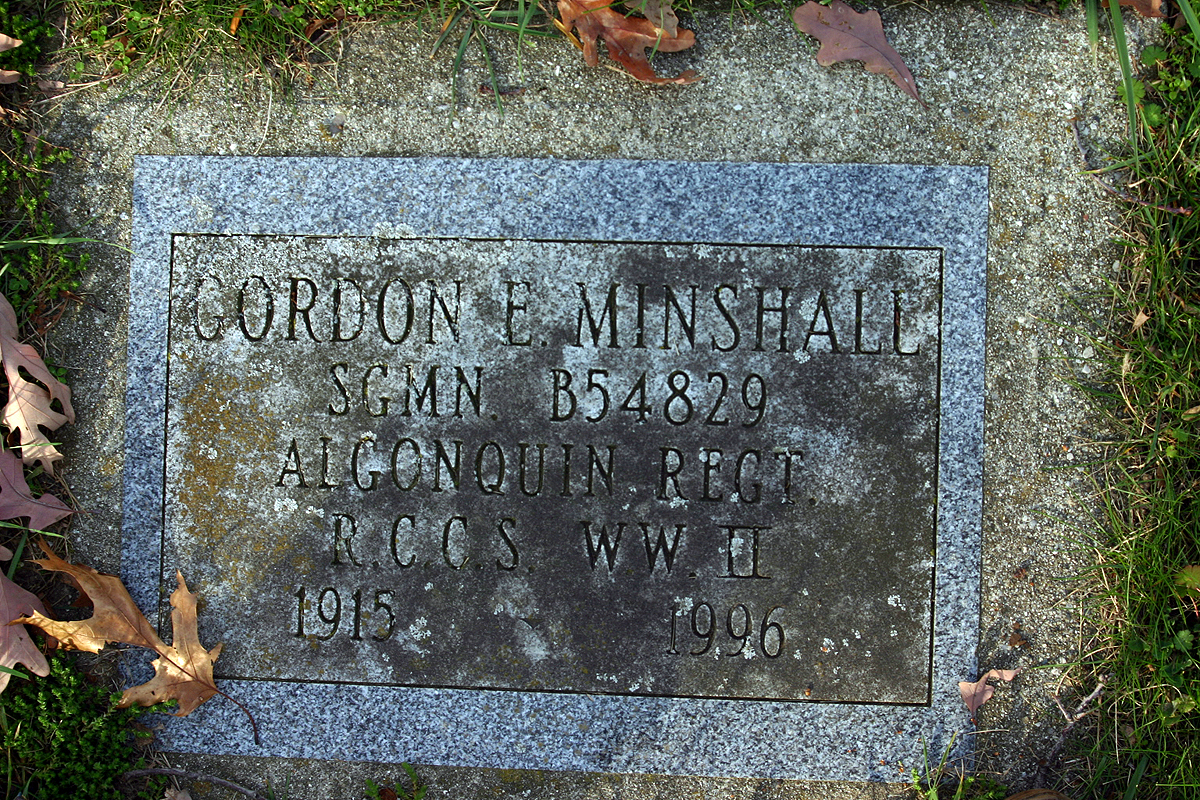 GORDON E. MINSHALL
SGMN. B54829
ALGONQUIN REGT.
R.C.C.S. WW. II
1915 1996